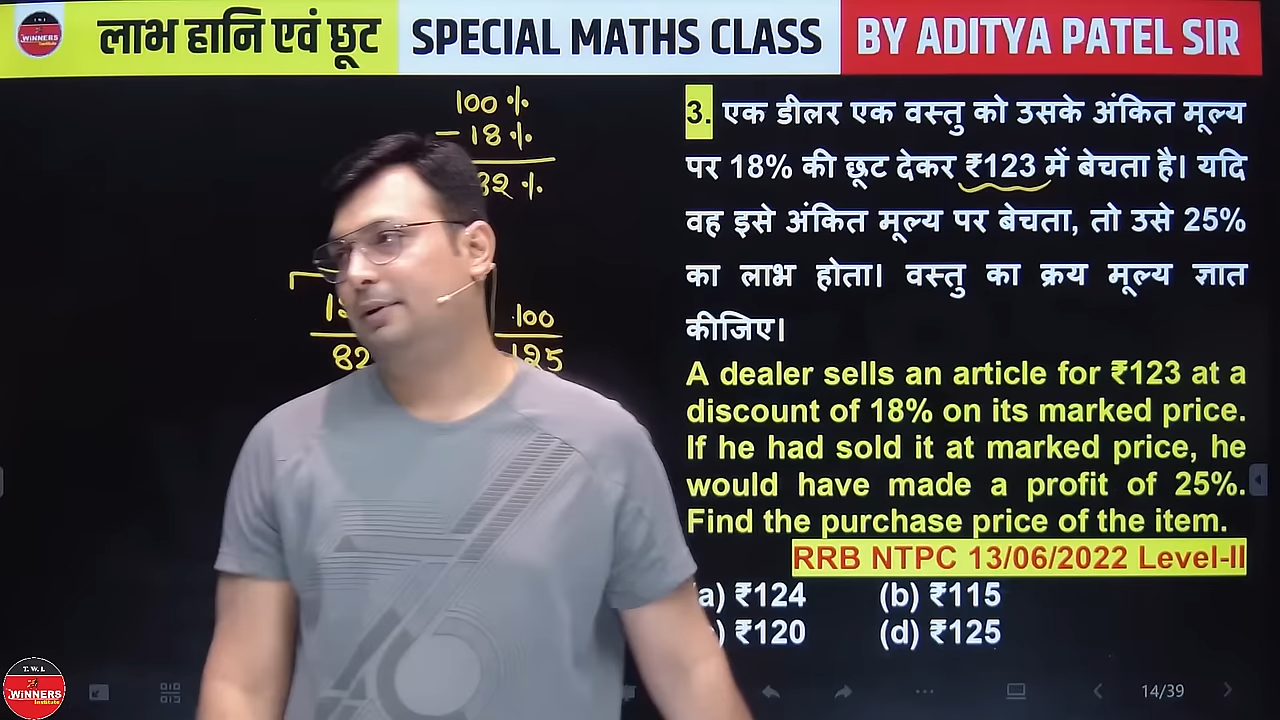 लाभ हानि एवं छूट SPECIAL MATHS CLASS BY ADITYA PATEL SIR
100 %
- 18 %
82 %
100
82 125
3. एक डीलर एक वस्तु को उसके अंकित मूल्य
पर 18% की छूट देकर ₹123 में बेचता है। यदि
वह इसे अंकित मूल्य पर बेचता, तो उसे 25%
का लाभ होता। वस्तु का क्रय मूल्य ज्ञात
कीजिए।
A dealer sells an article for ₹123 at a
discount of 18% on its marked price.
If he had sold it at marked price, he
would have made a profit of 25%.
Find the purchase price of the item.
RRB NTPC 13/06/2022 Level-II
a) ₹124 (b) ₹115
) ₹120 (d) ₹125
T.W.I.
WiNNERS
Institute
14/39